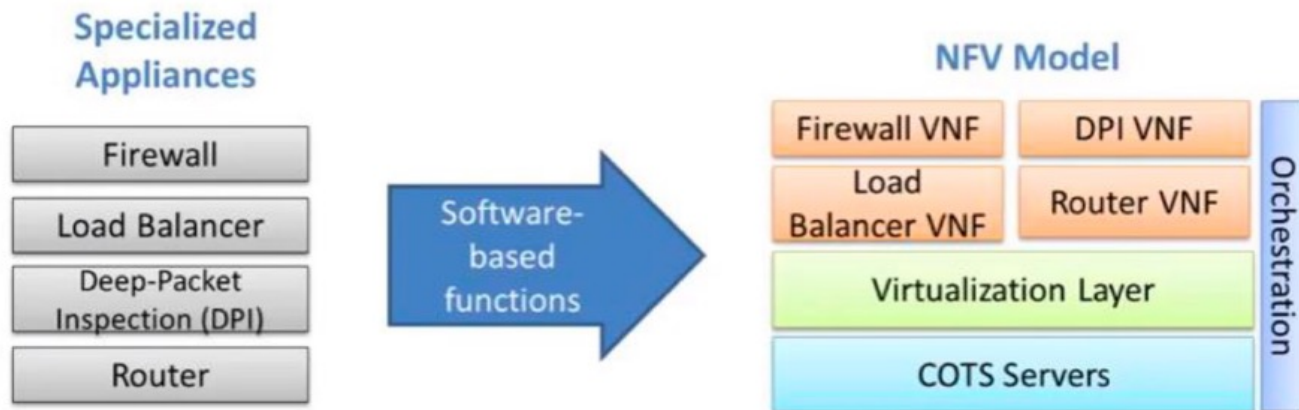 Specialized
Appliances
Firewall
Load Balancer
Deep-Packet
Inspection (DPI)
Router
Software-
based
functions
NFV Model
Firewall VNF
DPI VNF
Load
Balancer VNF
Router VNF
Virtualization Layer
COTS Servers
Orchestration